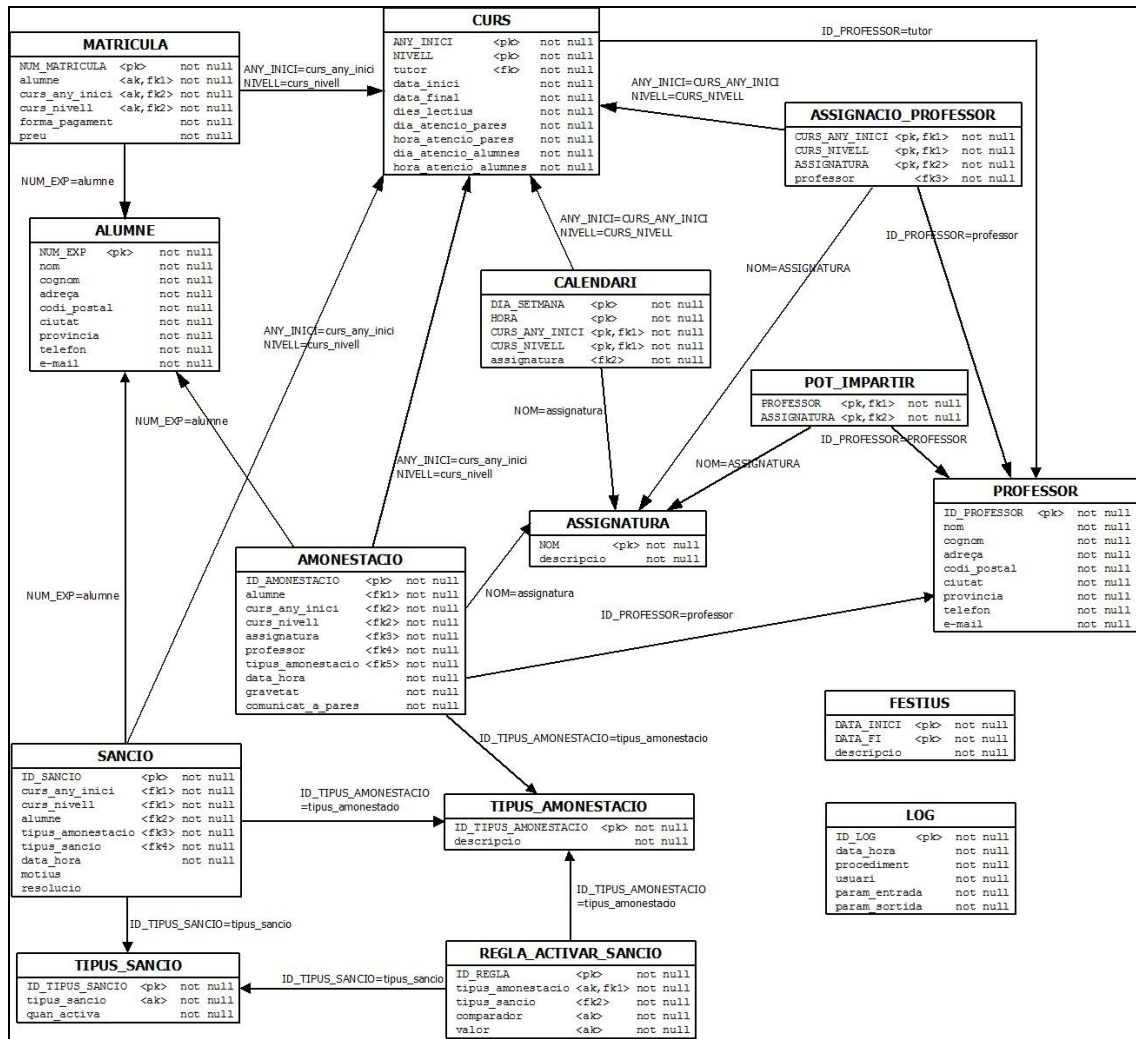 MATRICULA
NUM_MATRICULA <pk> not null
alumne <ak,fk1> not null
curs_any_inici <ak,fk2> not null
curs_nivell <ak,fk2> not null
forma_pagament not null
preu not null
ANY_INICI=curs_any_inici
NIVELL=curs_nivell
CURS
ANY_INICI <pk> not null
NIVELL <pk> not null
tutor <fk> not null
data_inici not null
data_final not null
dies_lectius not null
dia_atencio_pares not null
hora_atencio_pares not null
dia_atencio_alumnes not null
hora_atencio_alumnes not null
ID_PROFESSOR=tutor
ANY_INICI=CURS_ANY_INICI
NIVELL=CURS_NIVELL
ASSIGNACIO_PROFESSOR
CURS_ANY_INICI <pk,fk1> not null
CURS_NIVELL <pk,fk1> not null
ASSIGNATURA <pk,fk2> not null
professor <fk3> not null
NUM_EXP=alumne
ALUMNE
NUM_EXP <pk> not null
nom not null
cognom not null
adreça not null
codi_postal not null
ciutat not null
provincia not null
telefon not null
e-mail not null
ANY_INICI=CURS_ANY_INICI
NIVELL=CURS_NIVELL
ID_PROFESSOR=professor
NOM=ASSIGNATURA
CALENDARI
DIA_SETMANA <pk> not null
HORA <pk> not null
CURS_ANY_INICI <pk,fk1> not null
CURS_NIVELL <pk,fk1> not null
assignatura <fk2> not null
ANY_INICI=curs_any_inici
NIVELL=curs_nivell
POT_IMPARTIR
PROFESSOR <pk,fk1> not null
ASSIGNATURA <pk,fk2> not null
NOM=assignatura
NUM_EXP=alumne
ID_PROFESSOR=PROFESSOR
NOM=ASSIGNATURA
ANY_INICI=curs_any_inici
NIVELL=curs_nivell
PROFESSOR
ID_PROFESSOR <pk> not null
nom not null
cognom not null
adreça not null
codi_postal not null
ciutat not null
provincia not null
telefon not null
e-mail not null
ASSIGNATURA
NOM <pk> not null
descripcio not null
AMONESTACIO
ID_AMONESTACIO <pk> not null
alumne <fk1> not null
curs_any_inici <fk2> not null
curs_nivell <fk2> not null
assignatura <fk3> not null
professor <fk4> not null
tipus_amonestacio <fk5> not null
data_hora not null
gravetat not null
comunicat_a_pares not null
NUM_EXP=alumne
NOM=assignatura
ID_PROFESSOR=professor
FESTIUS
DATA_INICI <pk> not null
DATA_FI <pk> not null
descripcio not null
ID_TIPUS_AMONESTACIO=tipus_amonestacio
SANCIO
ID_SANCIO <pk> not null
curs_any_inici <fk1> not null
curs_nivell <fk1> not null
alumne <fk2> not null
tipus_amonestacio <fk3> not null
tipus_sancio <fk4> not null
data_hora not null
motius
resolucio
ID_TIPUS_AMONESTACIO
=tipus_amonestacio
TIPUS_AMONESTACIO
ID_TIPUS_AMONESTACIO <pk> not null
descripcio not null
LOG
ID_LOG <pk> not null
data_hora not null
procediment not null
usuari not null
param_entrada not null
param_sortida not null
ID_TIPUS_AMONESTACIO
=tipus_amonestacio
ID_TIPUS_SANCIO=tipus_sancio
TIPUS_SANCIO
ID_TIPUS_SANCIO <pk> not null
tipus_sancio <ak> not null
quan_activa not null
ID_TIPUS_SANCIO=tipus_sancio
REGLA_ACTIVAR_SANCIO
ID_REGLA <pk> not null
tipus_amonestacio <ak,fk1> not null
tipus_sancio <fk2> not null
comparador <ak> not null
valor <ak> not null